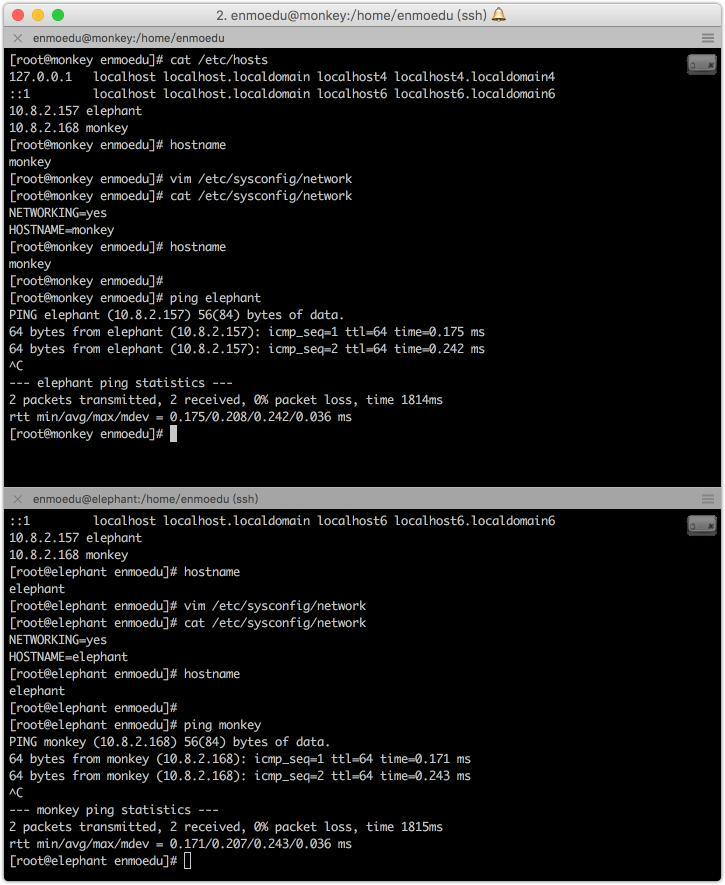 2. enmoedu@monkey:/home/enmoedu (ssh)
enmoedu@monkey:/home/enmoedu
[root@monkey enmoedu]# cat /etc/hosts
127.0.0.1   localhost localhost.localdomain localhost4 localhost4.localdomain4
::1         localhost localhost.localdomain localhost6 localhost6.localdomain6
10.8.2.157 elephant
10.8.2.168 monkey
[root@monkey enmoedu]# hostname
monkey
[root@monkey enmoedu]# vim /etc/sysconfig/network
[root@monkey enmoedu]# cat /etc/sysconfig/network
NETWORKING=yes
HOSTNAME=monkey
[root@monkey enmoedu]# hostname
monkey
[root@monkey enmoedu]#
[root@monkey enmoedu]# ping elephant
PING elephant (10.8.2.157) 56(84) bytes of data.
64 bytes from elephant (10.8.2.157): icmp_seq=1 ttl=64 time=0.175 ms
64 bytes from elephant (10.8.2.157): icmp_seq=2 ttl=64 time=0.242 ms
^C
--- elephant ping statistics ---
2 packets transmitted, 2 received, 0% packet loss, time 1814ms
rtt min/avg/max/mdev = 0.175/0.208/0.242/0.036 ms
[root@monkey enmoedu]#
enmoedu@elephant:/home/enmoedu (ssh)
::1         localhost localhost.localdomain localhost6 localhost6.localdomain6
10.8.2.157 elephant
10.8.2.168 monkey
[root@elephant enmoedu]# hostname
elephant
[root@elephant enmoedu]# vim /etc/sysconfig/network
[root@elephant enmoedu]# cat /etc/sysconfig/network
NETWORKING=yes
HOSTNAME=elephant
[root@elephant enmoedu]# hostname
elephant
[root@elephant enmoedu]#
[root@elephant enmoedu]# ping monkey
PING monkey (10.8.2.168) 56(84) bytes of data.
64 bytes from monkey (10.8.2.168): icmp_seq=1 ttl=64 time=0.171 ms
64 bytes from monkey (10.8.2.168): icmp_seq=2 ttl=64 time=0.243 ms
^C
--- monkey ping statistics ---
2 packets transmitted, 2 received, 0% packet loss, time 1815ms
rtt min/avg/max/mdev = 0.171/0.207/0.243/0.036 ms
[root@elephant enmoedu]#